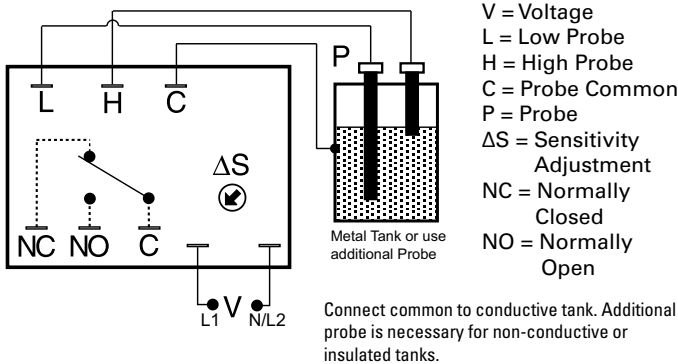 L H C
ΔS
NC NO C
L1 V N/L2
P
Metal Tank or use
additional Probe
V = Voltage
L = Low Probe
H = High Probe
C = Probe Common
P = Probe
ΔS = Sensitivity
Adjustment
NC = Normally
Closed
NO = Normally
Open
Connect common to conductive tank. Additional
probe is necessary for non-conductive or
insulated tanks.